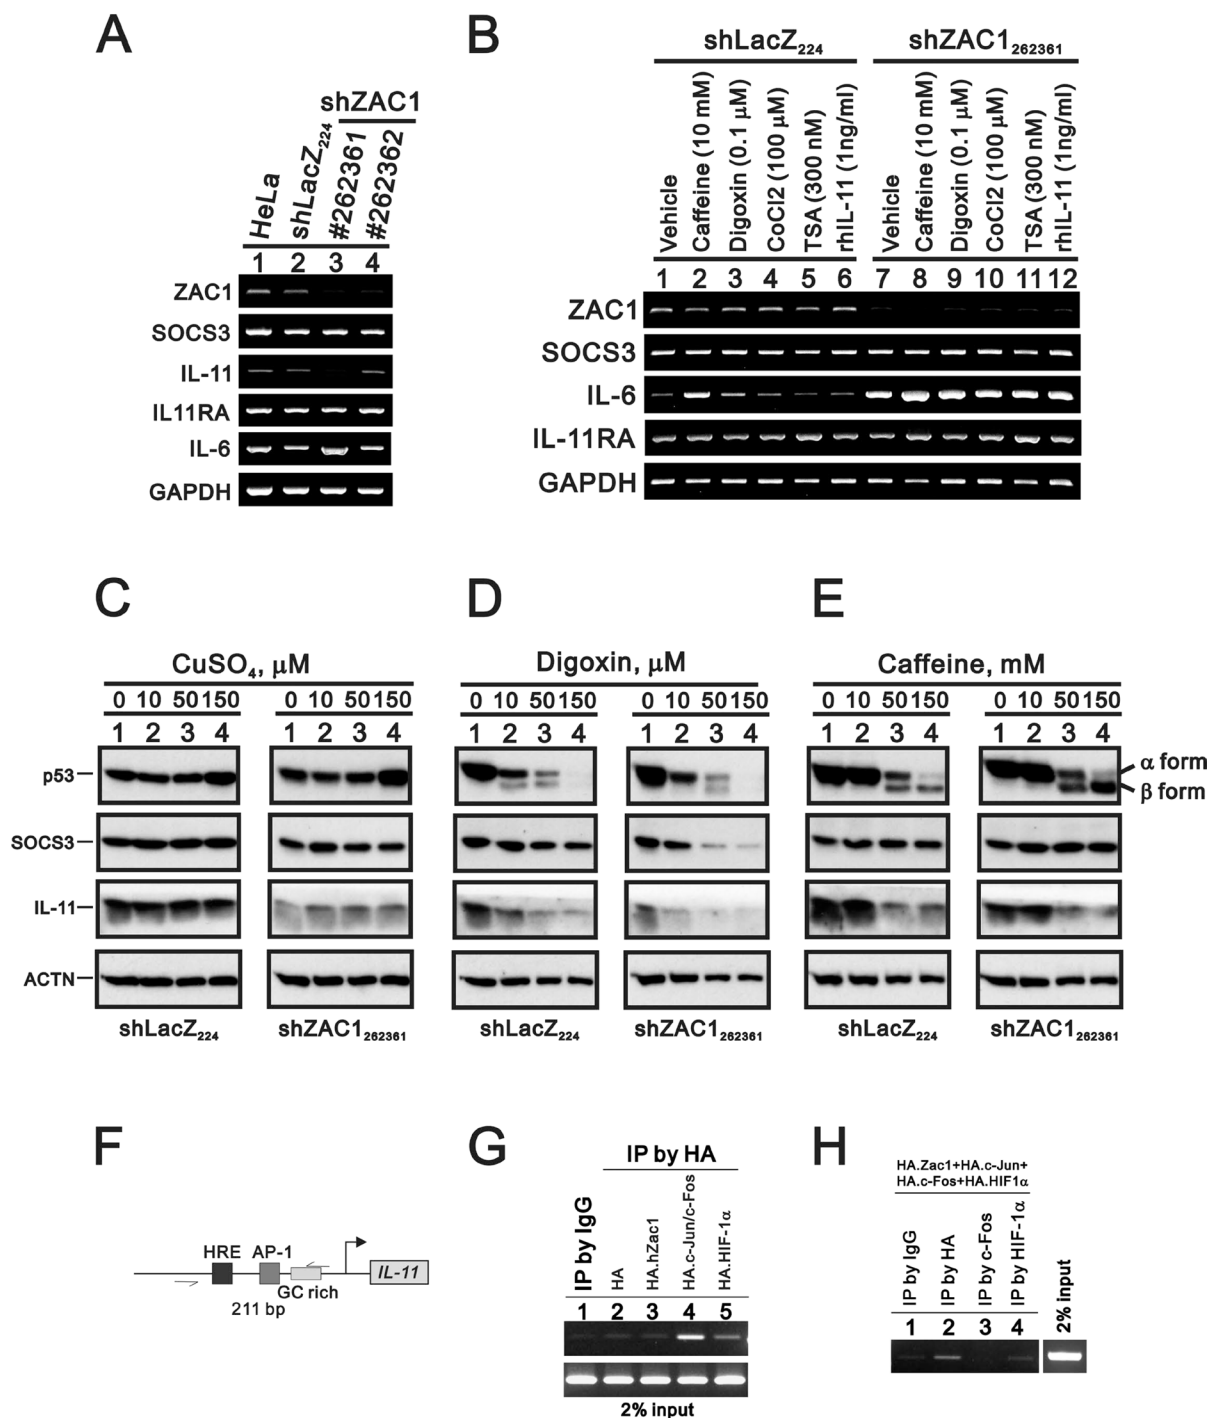 A
shZAC1
HeLa
shLacZ224
#262361
#262362
1 2 3 4
ZAC1
SOCS3
IL-11
IL11RA
IL-6
GAPDH
B
shLacZ224 shZAC1262361
Vehicle
Caffeine (10 mM)
Digoxin (0.1 μM)
CoCl2 (100 μM)
TSA (300 nM)
rhIL-11 (1ng/ml)
Vehicle
Caffeine (10 mM)
Digoxin (0.1 μM)
CoCl2 (100 μM)
TSA (300 nM)
rhIL-11 (1ng/ml)
1 2 3 4 5 6 7 8 9 10 11 12
ZAC1
SOCS3
IL-6
IL-11RA
GAPDH
C
CuSO4, μM
0 10 50 150 0 10 50 150
1 2 3 4 1 2 3 4
p53
SOCS3
IL-11
ACTN
shLacZ224 shZAC1262361
D
Digoxin, μM
0 10 50 150 0 10 50 150
1 2 3 4 1 2 3 4
shLacZ224 shZAC1262361
E
Caffeine, mM
0 10 50 150 0 10 50 150
1 2 3 4 1 2 3 4
α form
β form
shLacZ224 shZAC1262361
F
HRE AP-1
IL-11
GC rich
211 bp
G
IP by HA
IP by IgG
HA
HA.hZac1
HA.c-Jun/c-Fos
HA.HIF-1α
1 2 3 4 5
2% input
H
HA.Zac1+HA.c-Jun+
HA.c-Fos+HA.HIF1α
IP by IgG
IP by HA
IP by c-Fos
IP by HIF-1α
2% input
1 2 3 4